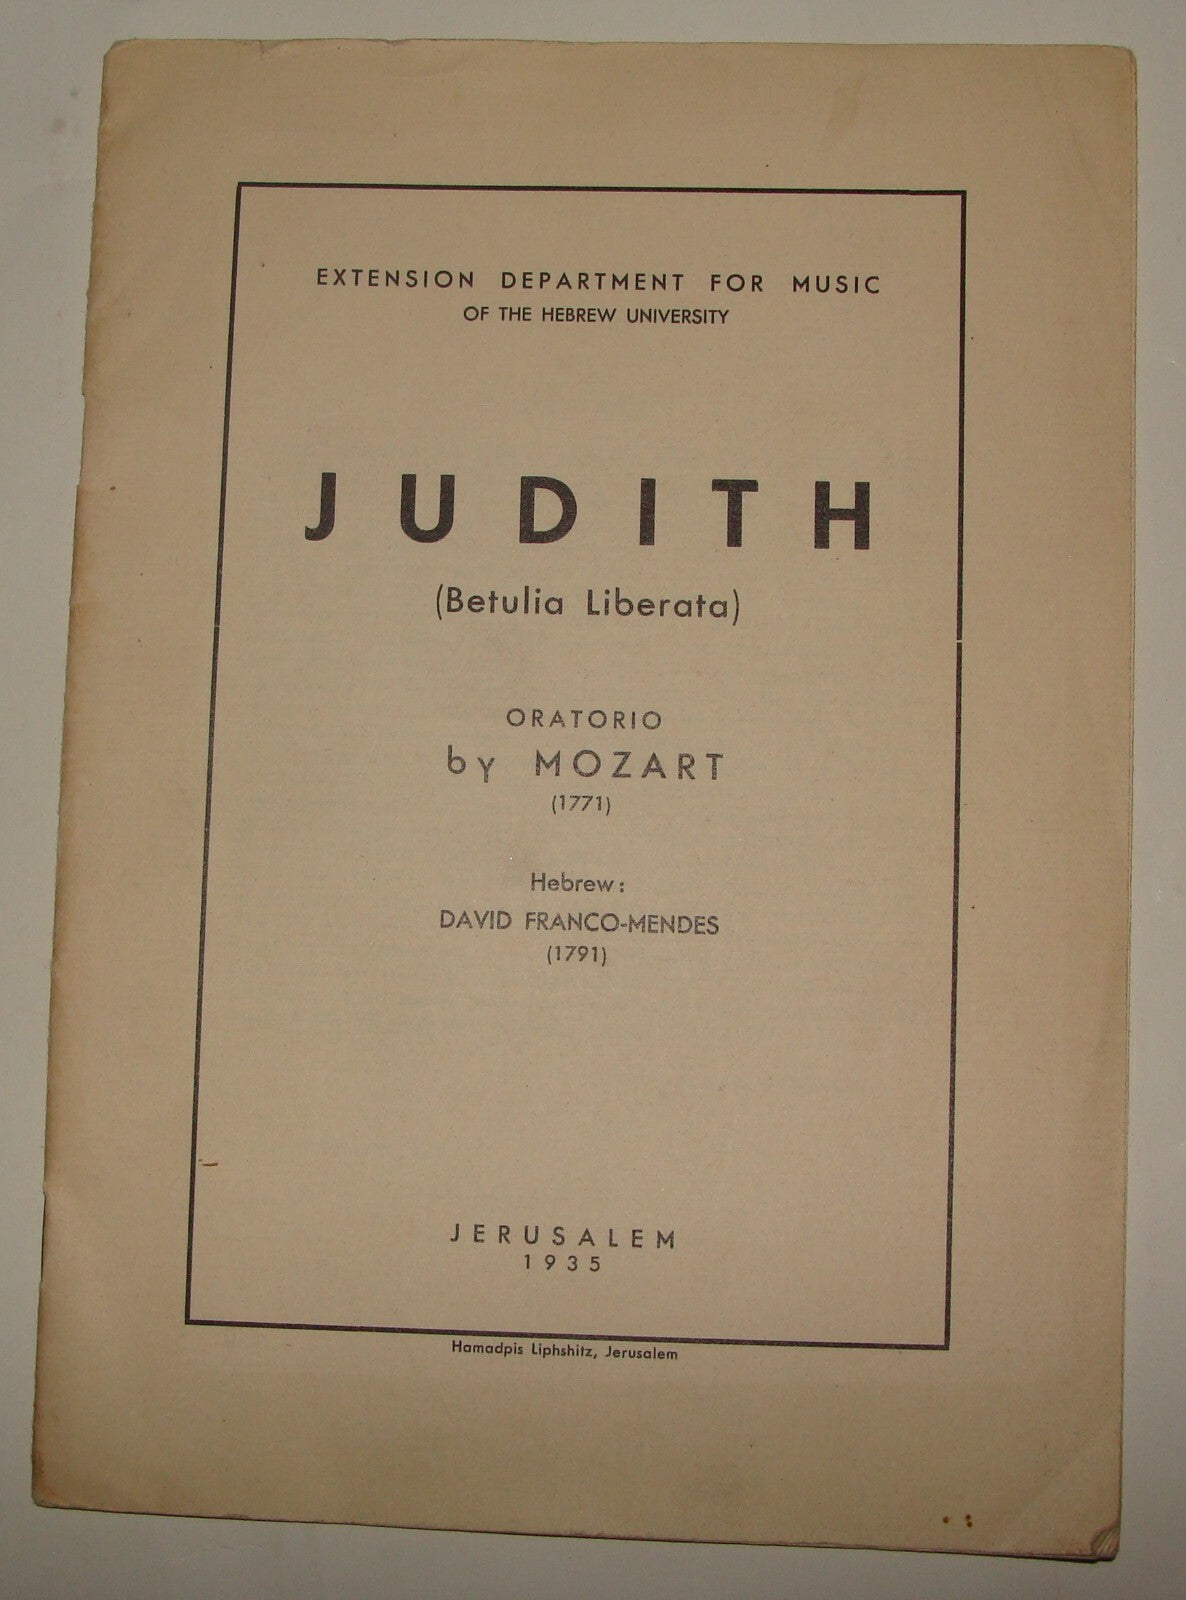 EXTENSION DEPARTMENT FOR MUSIC
OF THE HEBREW UNIVERSITY
JUDITH
(Betulia Liberata)
ORATORIO
by MOZART
(1771)
Hebrew:
DAVID FRANCO-MENDES
(1791)
JERUSALEM
1935
Hamadpis Liphshitz, Jerusalem